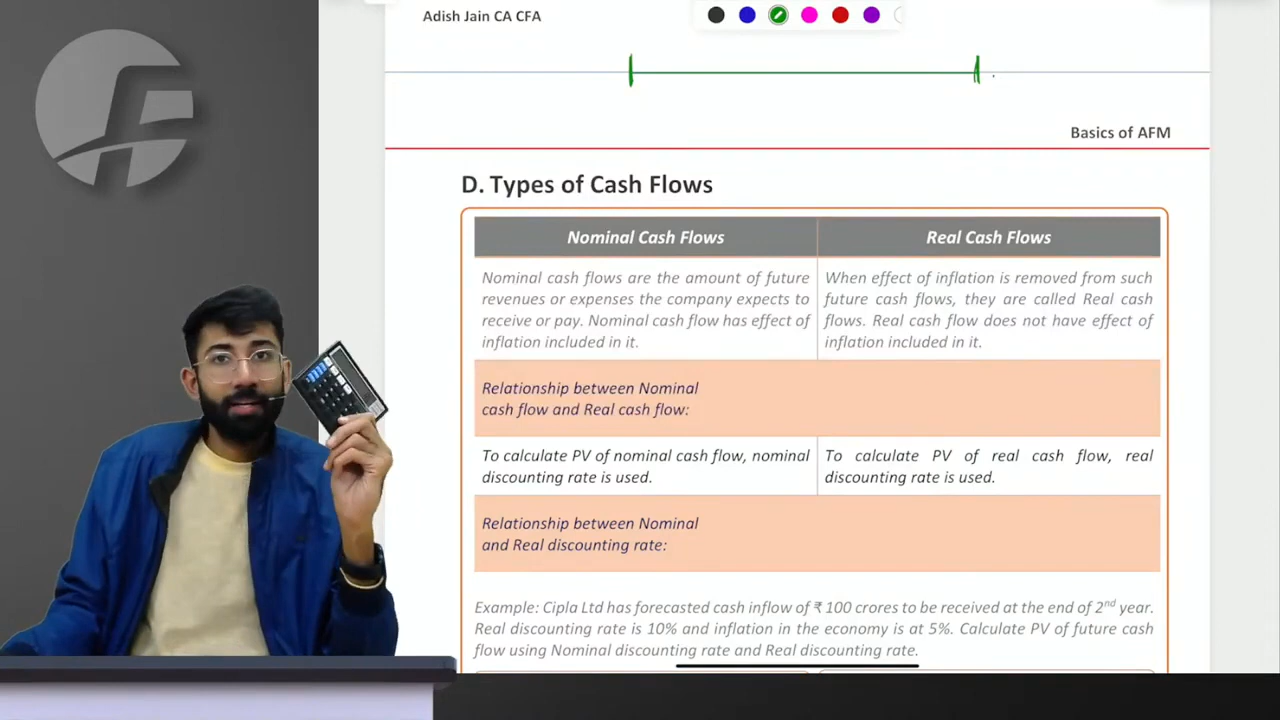 Adish Jain CA CFA
Basics of AFM
D. Types of Cash Flows
Nominal Cash Flows
Real Cash Flows
Nominal cash flows are the amount of future
revenues or expenses the company expects to
receive or pay. Nominal cash flow has effect of
inflation included in it.
When effect of inflation is removed from such
future cash flows, they are called Real cash
flows. Real cash flow does not have effect of
inflation included in it.
Relationship between Nominal
cash flow and Real cash flow:
To calculate PV of nominal cash flow, nominal
discounting rate is used.
To calculate PV of real cash flow, real
discounting rate is used.
Relationship between Nominal
and Real discounting rate:
Example: Cipla Ltd has forecasted cash inflow of ₹ 100 crores to be received at the end of 2nd year.
Real discounting rate is 10% and inflation in the economy is at 5%. Calculate PV of future cash
flow using Nominal discounting rate and Real discounting rate.